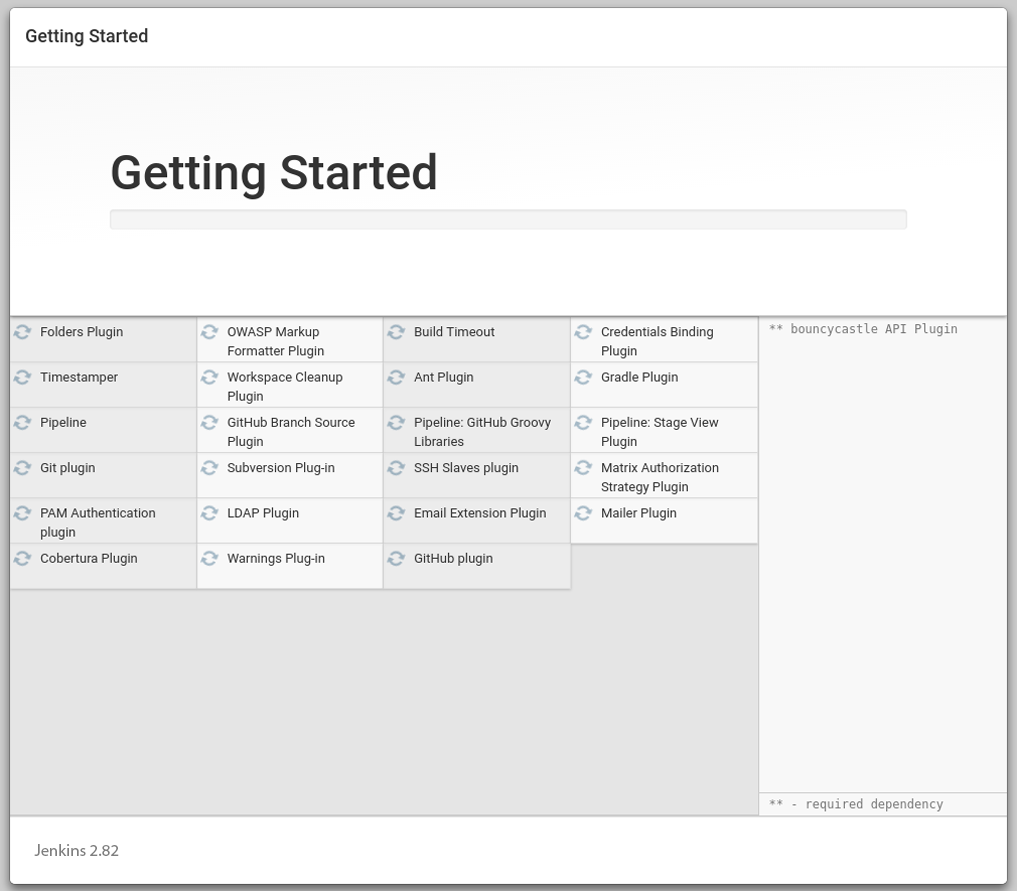 Getting Started
Getting Started
Folders Plugin
OWASP Markup
Formatter Plugin
Build Timeout
Credentials Binding
Plugin
Timestamper
Workspace Cleanup
Plugin
Ant Plugin
Gradle Plugin
Pipeline
GitHub Branch Source
Plugin
Pipeline: GitHub Groovy
Libraries
Pipeline: Stage View
Plugin
Git plugin
Subversion Plug-in
SSH Slaves plugin
Matrix Authorization
Strategy Plugin
PAM Authentication
plugin
LDAP Plugin
Email Extension Plugin
Mailer Plugin
Cobertura Plugin
Warnings Plug-in
GitHub plugin
** bouncycastle API Plugin
** - required dependency
Jenkins 2.82